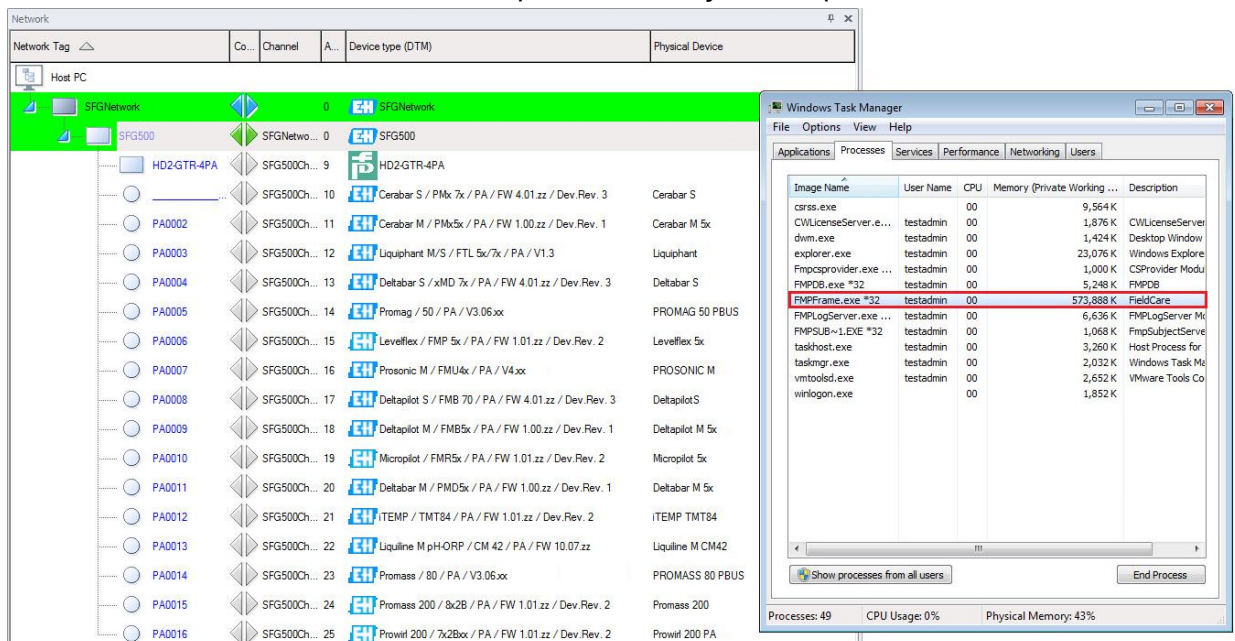 Network
Network Tag Co... Channel A... Device type (DTM) Physical Device
Host PC
SFGNetwork 0 EH SFGNetwork
SFG500 SFGNetwo... 0 EH SFG500
HD2-GTR-4PA SFG500Ch... 9 HD2-GTR-4PA
________... SFG500Ch... 10 EH Cerabar S / PMx 7x / PA / FW 4.01.zz / Dev.Rev. 3 Cerabar S
PA0002 SFG500Ch... 11 EH Cerabar M / PMx5x / PA / FW 1.00.zz / Dev.Rev. 1 Cerabar M 5x
PA0003 SFG500Ch... 12 EH Liquiphant M/S / FTL 5x/7x / PA / V1.3 Liquiphant
PA0004 SFG500Ch... 13 EH Deltabar S / xMD 7x / PA / FW 4.01.zz / Dev.Rev. 3 Deltabar S
PA0005 SFG500Ch... 14 EH Promag / 50 / PA / V3.06.xx PROMAG 50 PBUS
PA0006 SFG500Ch... 15 EH Levelflex / FMP 5x / PA / FW 1.01.zz / Dev.Rev. 2 Levelflex 5x
PA0007 SFG500Ch... 16 EH Prosonic M / FMU4x / PA / V4.xx PROSONIC M
PA0008 SFG500Ch... 17 EH Deltapilot S / FMB 70 / PA / FW 4.01.zz / Dev.Rev. 3 DeltapilotS
PA0009 SFG500Ch... 18 EH Deltapilot M / FMB5x / PA / FW 1.00.zz / Dev.Rev. 1 Deltapilot M 5x
PA0010 SFG500Ch... 19 EH Micropilot / FMR5x / PA / FW 1.01.zz / Dev.Rev. 2 Micropilot 5x
PA0011 SFG500Ch... 20 EH Deltabar M / PMD5x / PA / FW 1.00.zz / Dev.Rev. 1 Deltabar M 5x
PA0012 SFG500Ch... 21 EH iTEMP / TMT84 / PA / FW 1.01.zz / Dev.Rev. 2 iTEMP TMT84
PA0013 SFG500Ch... 22 EH Liquiline M pH-ORP / CM 42 / PA / FW 10.07.zz Liquiline M CM42
PA0014 SFG500Ch... 23 EH Promass / 80 / PA / V3.06.xx PROMASS 80 PBUS
PA0015 SFG500Ch... 24 EH Promass 200 / 8x2B / PA / FW 1.01.zz / Dev.Rev. 2 Promass 200
PA0016 SFG500Ch... 25 EH Prowirl 200 / 7x2Bxx / PA / FW 1.01.zz / Dev.Rev. 2 Prowirl 200 PA
Windows Task Manager
File Options View Help
Applications Processes Services Performance Networking Users
Image Name User Name CPU Memory (Private Working ... Description
csrss.exe 00 9,564 K
CWLicenseServer.e... testadmin 00 1,876 K CWLicenseServer
dwm.exe testadmin 00 1,424 K Desktop Window
explorer.exe testadmin 00 23,076 K Windows Explore
Fmpcsprovider.exe ... testadmin 00 1,000 K CSProvider Modu
FMPDB.exe *32 testadmin 00 5,248 K FMPDB
FMPFrame.exe *32 testadmin 00 573,888 K FieldCare
FMPLogServer.exe ... testadmin 00 6,636 K FMPLogServer Mo
FMPSUB~1.EXE *32 testadmin 00 1,068 K FmpSubjectServe
taskhost.exe testadmin 00 3,260 K Host Process for
taskmgr.exe testadmin 00 2,032 K Windows Task Ma
vmtoolsd.exe testadmin 00 2,652 K VMware Tools Co
winlogon.exe 00 1,852 K
Show processes from all users End Process
Processes: 49 CPU Usage: 0% Physical Memory: 43%